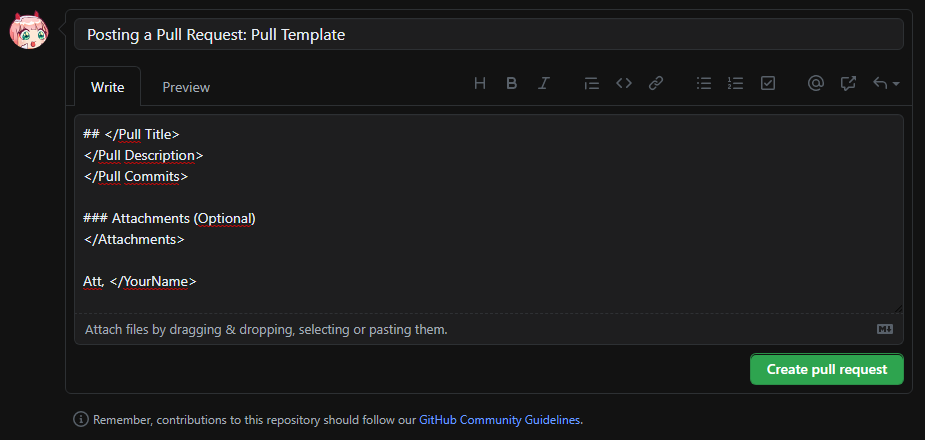 Posting a Pull Request: Pull Template
Write Preview
## </Pull Title>
</Pull Description>
</Pull Commits>
### Attachments (Optional)
</Attachments>
Att, </YourName>
Attach files by dragging & dropping, selecting or pasting them.
Create pull request
Remember, contributions to this repository should follow our GitHub Community Guidelines.